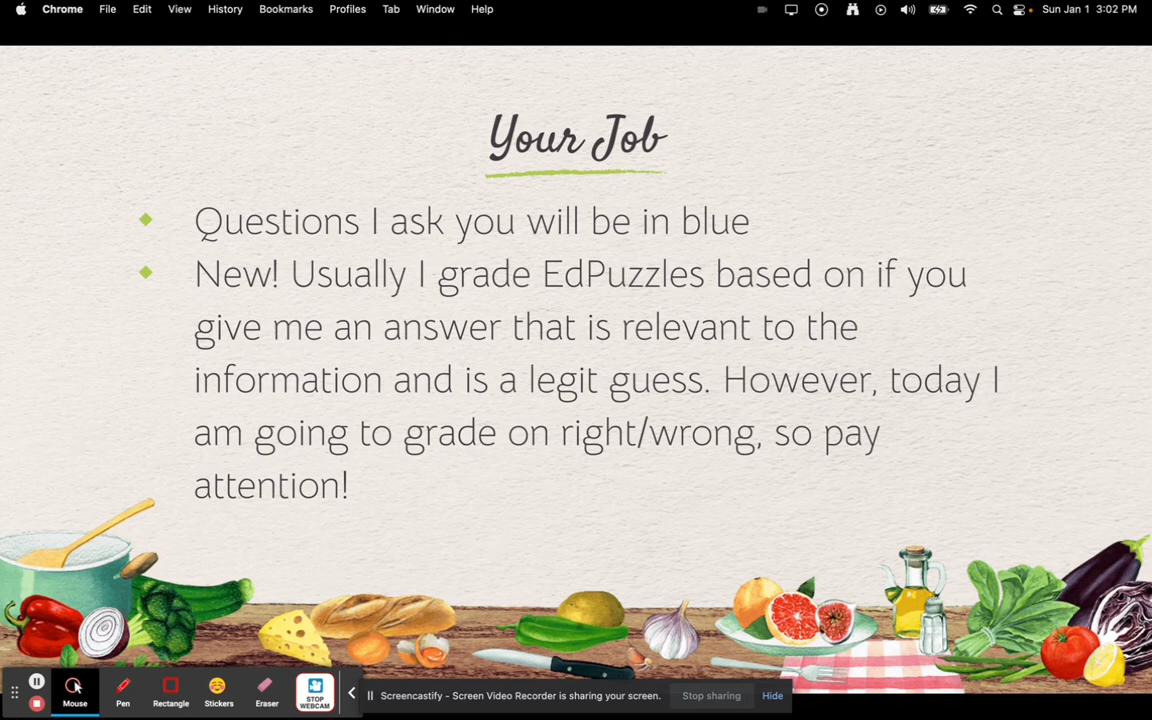 Chrome File Edit View History Bookmarks Profiles Tab Window Help Sun Jan 1 3:02 PM
Your Job
Questions I ask you will be in blue
New! Usually I grade EdPuzzles based on if you
give me an answer that is relevant to the
information and is a legit guess. However, today I
am going to grade on right/wrong, so pay
attention!
Mouse Pen Rectangle Stickers Eraser STOP WEBCAM
Screencastify - Screen Video Recorder is sharing your screen. Stop sharing Hide